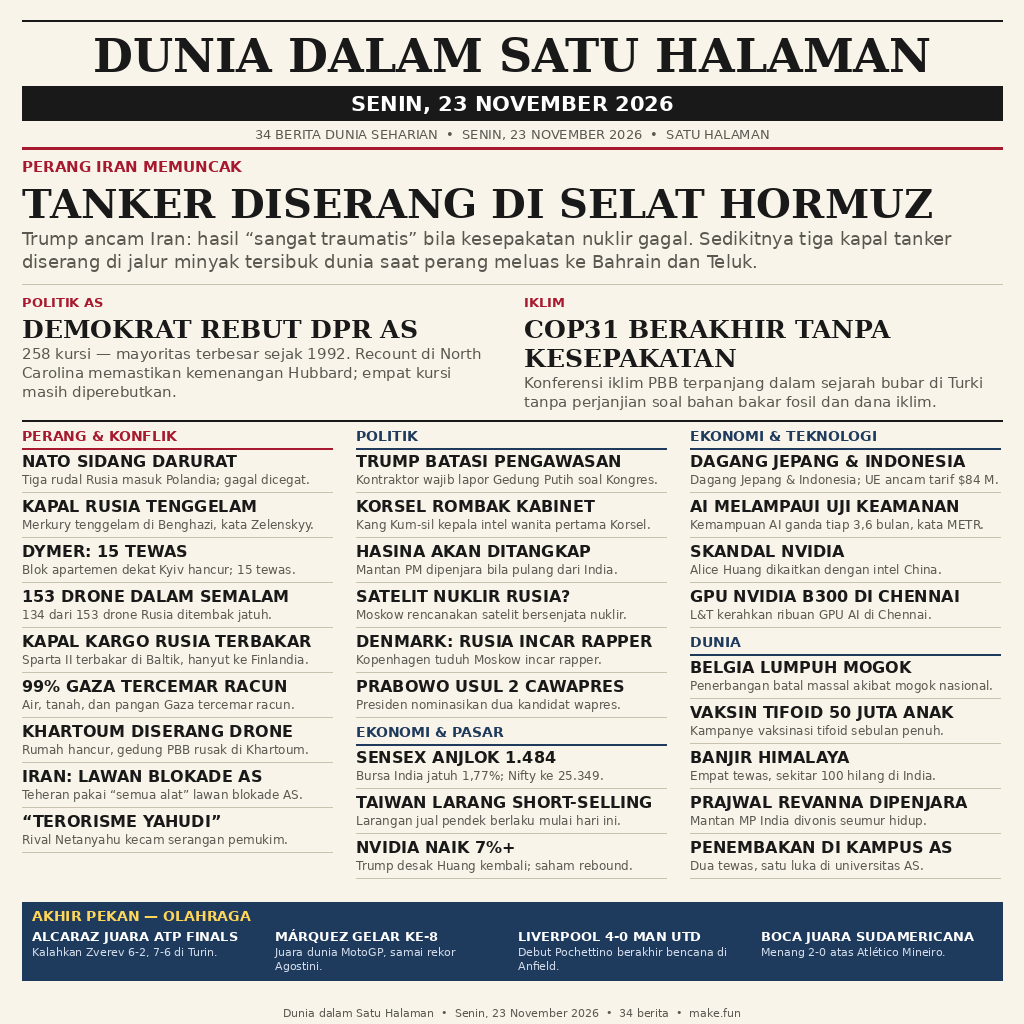 DUNIA DALAM SATU HALAMAN
SENIN, 23 NOVEMBER 2026
34 BERITA DUNIA SEHARIAN • SENIN, 23 NOVEMBER 2026 • SATU HALAMAN
PERANG IRAN MEMUNCAK
TANKER DISERANG DI SELAT HORMUZ
Trump ancam Iran: hasil “sangat traumatis” bila kesepakatan nuklir gagal. Sedikitnya tiga kapal tanker
diserang di jalur minyak tersibuk dunia saat perang meluas ke Bahrain dan Teluk.
POLITIK AS
DEMOKRAT REBUT DPR AS
258 kursi — mayoritas terbesar sejak 1992. Recount di North
Carolina memastikan kemenangan Hubbard; empat kursi
masih diperebutkan.
IKLIM
COP31 BERAKHIR TANPA
KESEPAKATAN
Konferensi iklim PBB terpanjang dalam sejarah bubar di Turki
tanpa perjanjian soal bahan bakar fosil dan dana iklim.
PERANG & KONFLIK
NATO SIDANG DARURAT
Tiga rudal Rusia masuk Polandia; gagal dicegat.
KAPAL RUSIA TENGGELAM
Merkury tenggelam di Benghazi, kata Zelenskyy.
DYMER: 15 TEWAS
Blok apartemen dekat Kyiv hancur; 15 tewas.
153 DRONE DALAM SEMALAM
134 dari 153 drone Rusia ditembak jatuh.
KAPAL KARGO RUSIA TERBAKAR
Sparta II terbakar di Baltik, hanyut ke Finlandia.
99% GAZA TERCEMAR RACUN
Air, tanah, dan pangan Gaza tercemar racun.
KHARTOUM DISERANG DRONE
Rumah hancur, gedung PBB rusak di Khartoum.
IRAN: LAWAN BLOKADE AS
Teheran pakai “semua alat” lawan blokade AS.
“TERORISME YAHUDI”
Rival Netanyahu kecam serangan pemukim.
POLITIK
TRUMP BATASI PENGAWASAN
Kontraktor wajib lapor Gedung Putih soal Kongres.
KORSEL ROMBAK KABINET
Kang Kum-sil kepala intel wanita pertama Korsel.
HASINA AKAN DITANGKAP
Mantan PM dipenjara bila pulang dari India.
SATELIT NUKLIR RUSIA?
Moskow rencanakan satelit bersenjata nuklir.
DENMARK: RUSIA INCAR RAPPER
Kopenhagen tuduh Moskow incar rapper.
PRABOWO USUL 2 CAWAPRES
Presiden nominasikan dua kandidat wapres.
EKONOMI & PASAR
SENSEX ANJLOK 1.484
Bursa India jatuh 1,77%; Nifty ke 25.349.
TAIWAN LARANG SHORT-SELLING
Larangan jual pendek berlaku mulai hari ini.
NVIDIA NAIK 7%+
Trump desak Huang kembali; saham rebound.
EKONOMI & TEKNOLOGI
DAGANG JEPANG & INDONESIA
Dagang Jepang & Indonesia; UE ancam tarif $84 M.
AI MELAMPAUI UJI KEAMANAN
Kemampuan AI ganda tiap 3,6 bulan, kata METR.
SKANDAL NVIDIA
Alice Huang dikaitkan dengan intel China.
GPU NVIDIA B300 DI CHENNAI
L&T kerahkan ribuan GPU AI di Chennai.
DUNIA
BELGIA LUMPUH MOGOK
Penerbangan batal massal akibat mogok nasional.
VAKSIN TIFOID 50 JUTA ANAK
Kampanye vaksinasi tifoid sebulan penuh.
BANJIR HIMALAYA
Empat tewas, sekitar 100 hilang di India.
PRAJWAL REVANNA DIPENJARA
Mantan MP India divonis seumur hidup.
PENEMBAKAN DI KAMPUS AS
Dua tewas, satu luka di universitas AS.
AKHIR PEKAN — OLAHRAGA
ALCARAZ JUARA ATP FINALS
Kalahkan Zverev 6-2, 7-6 di Turin.
MÁRQUEZ GELAR KE-8
Juara dunia MotoGP, samai rekor
Agostini.
LIVERPOOL 4-0 MAN UTD
Debut Pochettino berakhir bencana di
Anfield.
BOCA JUARA SUDAMERICANA
Menang 2-0 atas Atlético Mineiro.
Dunia dalam Satu Halaman • Senin, 23 November 2026 • 34 berita • make.fun